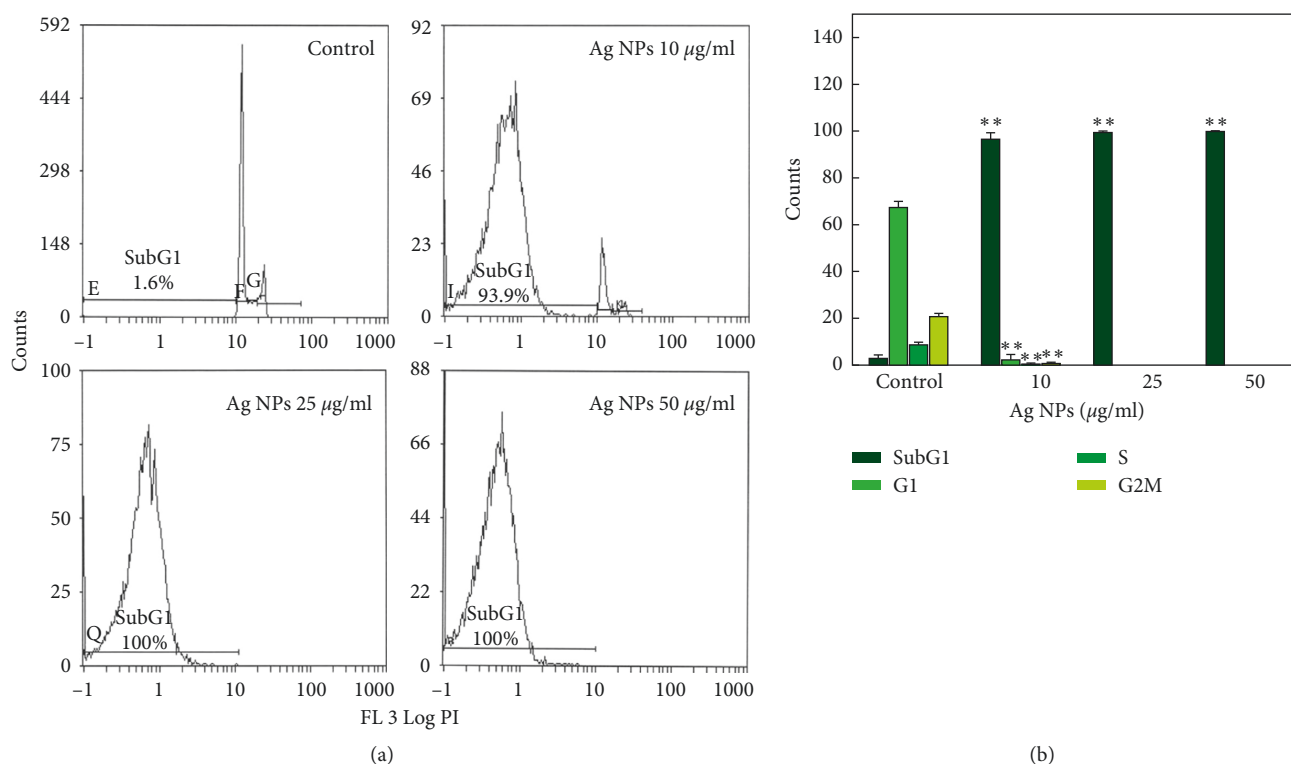 592
444
298
148
0
Control
SubG1
1.6%
E
F
G
−1 1 10 100 1000
92
69
46
23
0
Ag NPs 10 μg/ml
SubG1
93.9%
I
−1 1 10 100 1000
Counts
100
75
50
25
0
Ag NPs 25 μg/ml
SubG1
100%
Q
−1 1 10 100 1000
88
66
44
22
0
Ag NPs 50 μg/ml
SubG1
100%
−1 1 10 100 1000
FL 3 Log PI
(a)
140
120
100
80
60
40
20
0
Counts
** ** **
** ** **
Control 10 25 50
Ag NPs (μg/ml)
SubG1 S
G1 G2M
(b)